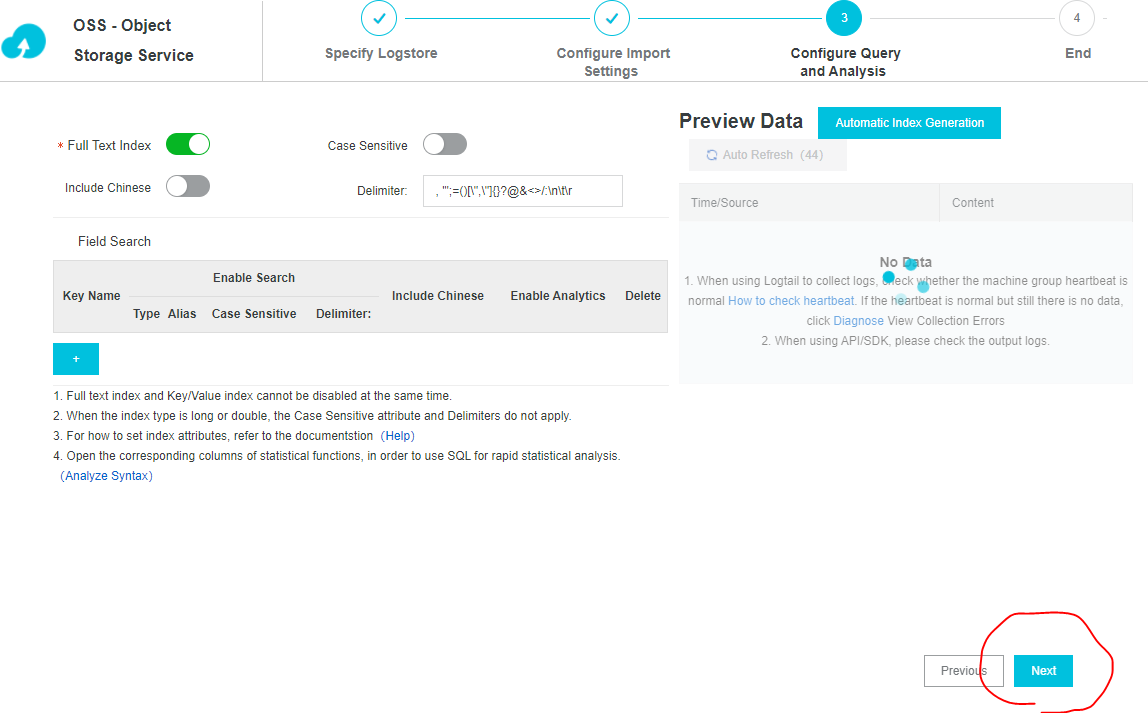 OSS - Object
Storage Service
Specify Logstore
Configure Import
Settings
3
Configure Query
and Analysis
4
End
* Full Text Index
Case Sensitive
Include Chinese
Delimiter:
, '";=()[\",\"]{}?@&<>/:\n\t\r
Field Search
Key Name
Enable Search
Type Alias Case Sensitive Delimiter:
Include Chinese
Enable Analytics
Delete
+
1. Full text index and Key/Value index cannot be disabled at the same time.
2. When the index type is long or double, the Case Sensitive attribute and Delimiters do not apply.
3. For how to set index attributes, refer to the documentstion (Help)
4. Open the corresponding columns of statistical functions, in order to use SQL for rapid statistical analysis.
(Analyze Syntax)
Preview Data
Automatic Index Generation
Auto Refresh (44)
Time/Source
Content
No Data
1. When using Logtail to collect logs, check whether the machine group heartbeat is
normal How to check heartbeat. If the heartbeat is normal but still there is no data,
click Diagnose View Collection Errors
2. When using API/SDK, please check the output logs.
Previous
Next